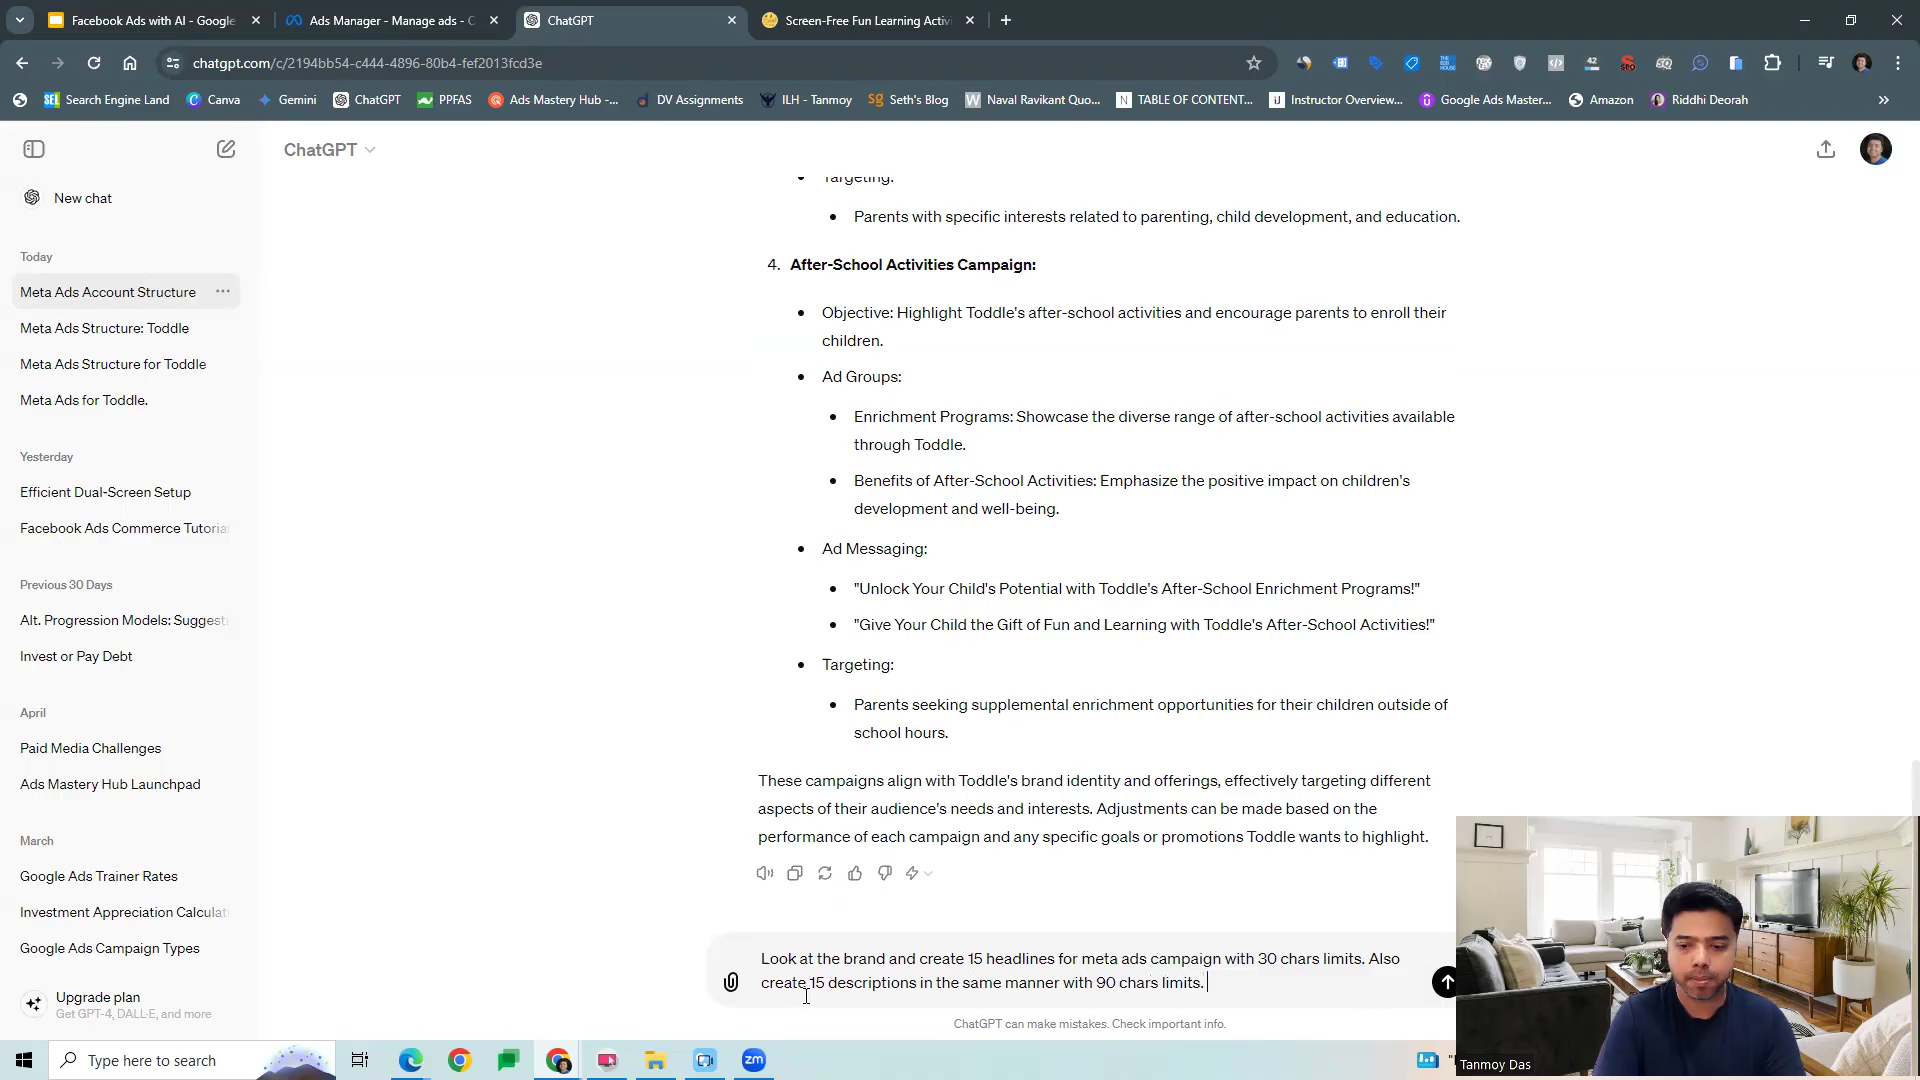 Facebook Ads with AI - Google
Ads Manager - Manage ads - C
ChatGPT
Screen-Free Fun Learning Activi
chatgpt.com/c/2194bb54-c444-4896-80b4-fef2013fcd3e
42
SEO
SEL Search Engine Land
Canva
Gemini
ChatGPT
PPFAS
Ads Mastery Hub -...
DV Assignments
ILH - Tanmoy
SG Seth's Blog
W Naval Ravikant Quo...
N TABLE OF CONTENT...
Instructor Overview...
Google Ads Master...
Amazon
Riddhi Deorah
ChatGPT
New chat
Today
Meta Ads Account Structure
Meta Ads Structure: Toddle
Meta Ads Structure for Toddle
Meta Ads for Toddle.
Yesterday
Efficient Dual-Screen Setup
Facebook Ads Commerce Tutoria
Previous 30 Days
Alt. Progression Models: Suggest
Invest or Pay Debt
April
Paid Media Challenges
Ads Mastery Hub Launchpad
March
Google Ads Trainer Rates
Investment Appreciation Calculat
Google Ads Campaign Types
Upgrade plan
Get GPT-4, DALL·E, and more
Targeting:
Parents with specific interests related to parenting, child development, and education.
4. After-School Activities Campaign:
Objective: Highlight Toddle's after-school activities and encourage parents to enroll their
children.
Ad Groups:
Enrichment Programs: Showcase the diverse range of after-school activities available
through Toddle.
Benefits of After-School Activities: Emphasize the positive impact on children's
development and well-being.
Ad Messaging:
"Unlock Your Child's Potential with Toddle's After-School Enrichment Programs!"
"Give Your Child the Gift of Fun and Learning with Toddle's After-School Activities!"
Targeting:
Parents seeking supplemental enrichment opportunities for their children outside of
school hours.
These campaigns align with Toddle's brand identity and offerings, effectively targeting different
aspects of their audience's needs and interests. Adjustments can be made based on the
performance of each campaign and any specific goals or promotions Toddle wants to highlight.
Look at the brand and create 15 headlines for meta ads campaign with 30 chars limits. Also
create 15 descriptions in the same manner with 90 chars limits.
ChatGPT can make mistakes. Check important info.
Type here to search
zm
Tanmoy Das